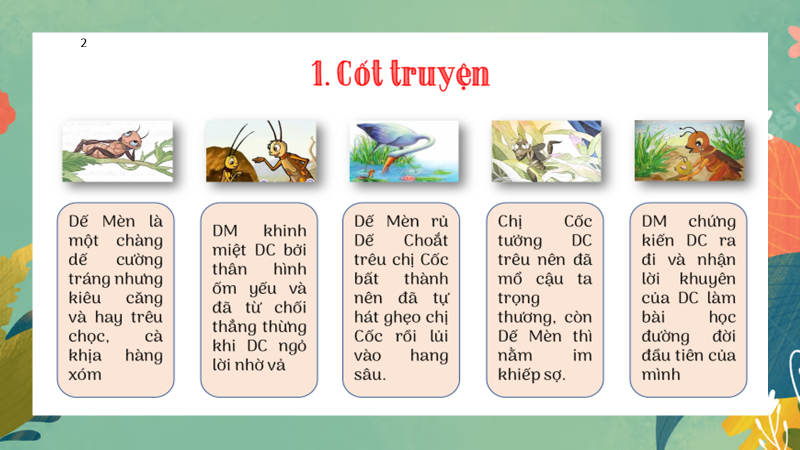 2
1. Cốt truyện
Dế Mèn là
một chàng
dế cường
tráng nhưng
kiêu căng
và hay trêu
chọc, cà
khịa hàng
xóm
DM khinh
miệt DC bởi
thân hình
ốm yếu và
đã từ chối
thẳng thừng
khi DC ngỏ
lời nhờ vả
Dế Mèn rủ
Dế Choắt
trêu chị Cốc
bất thành
nên đã tự
hát ghẹo chị
Cốc rồi lủi
vào hang
sâu.
Chị Cốc
tưởng DC
trêu nên đã
mổ cậu ta
trọng
thương, còn
Dế Mèn thì
nằm im
khiếp sợ.
DM chứng
kiến DC ra
đi và nhận
lời khuyên
của DC làm
bài học
đường đời
đầu tiên của
mình